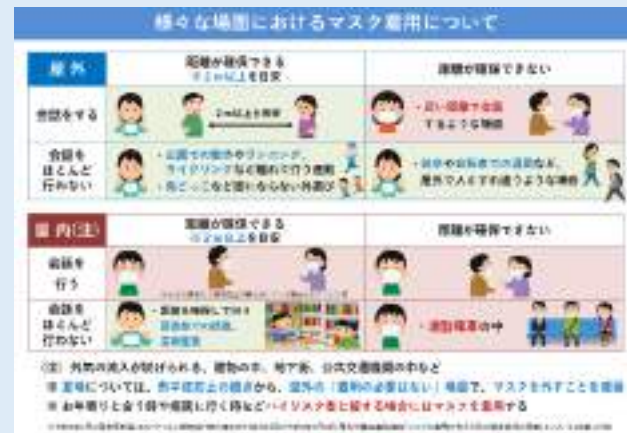 様々な場面におけるマスク着用について
屋外
距離が確保できる
※2m以上を目安
距離が確保できない
会話をする
2m以上を確保
・近い距離で会話
するような場面
会話を
ほとんど
行わない
・公園での散歩やランニング、
サイクリングなど離れて行う運動
・鬼ごっこなど密にならない外遊び
・徒歩や自転車での通勤など、
屋外で人とすれ違うような場面
屋内(注)
距離が確保できる
※2m以上を目安
距離が確保できない
会話を
行う
会話を
ほとんど
行わない
・距離を確保して行う
図書館での読書、
芸術鑑賞
・通勤電車の中
(注) 外気の流入が妨げられる、建物の中、地下街、公共交通機関の中など
※ 夏場については、熱中症防止の観点から、屋外の「着用の必要はない」場面で、マスクを外すことを推奨
※ お年寄りと会う時や病院に行く時などハイリスク者と接する場合にはマスクを着用する